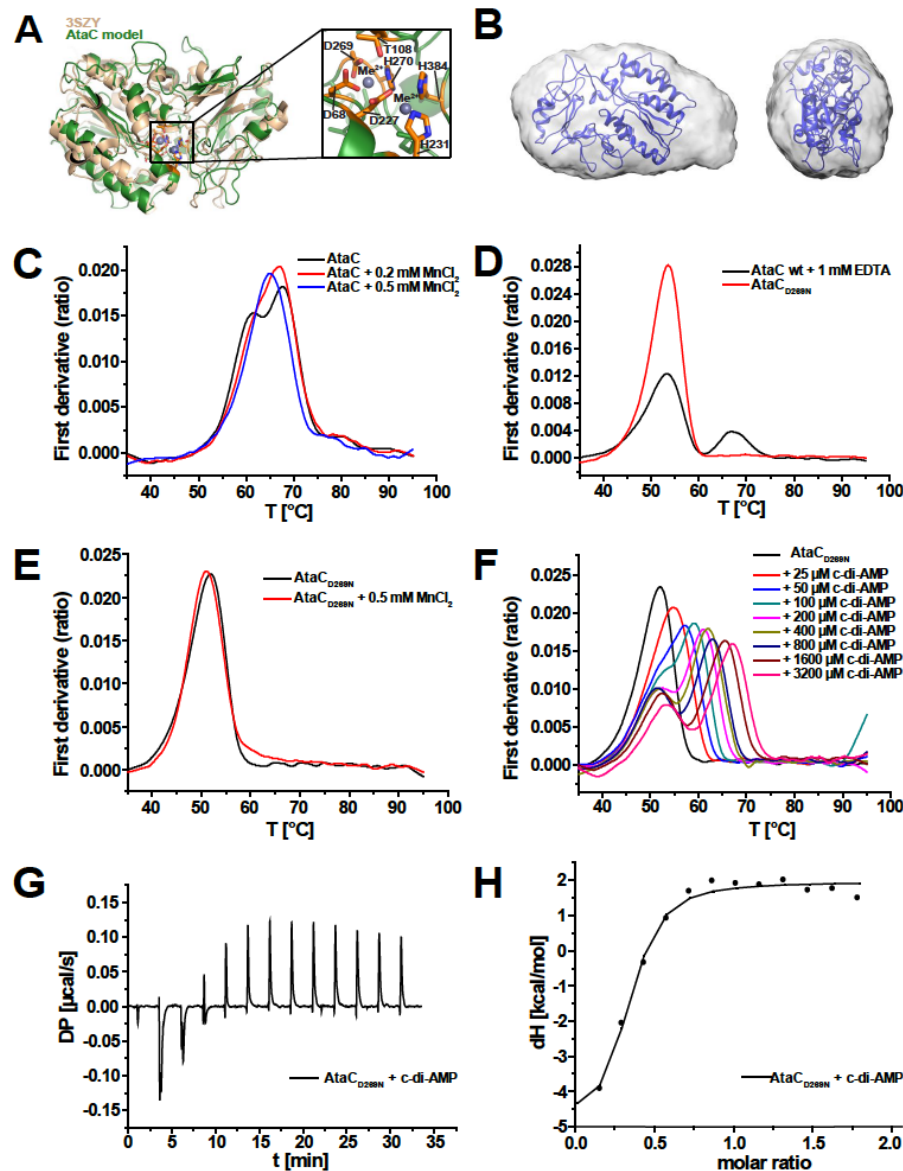 A
3SZY
AtaC model
D269
T108
H270
H384
Me²⁺
Me²⁺
D68
D227
H231
B
C
AtaC
AtaC + 0.2 mM MnCl₂
AtaC + 0.5 mM MnCl₂
First derivative (ratio)
0.020
0.015
0.010
0.005
0.000
40 50 60 70 80 90 100
T [°C]
D
AtaC wt + 1 mM EDTA
AtaC_D269N
First derivative (ratio)
0.028
0.024
0.020
0.016
0.012
0.008
0.004
0.000
40 50 60 70 80 90 100
T [°C]
E
AtaC_D269N
AtaC_D269N + 0.5 mM MnCl₂
First derivative (ratio)
0.025
0.020
0.015
0.010
0.005
0.000
40 50 60 70 80 90 100
T [°C]
F
AtaC_D269N
+ 25 µM c-di-AMP
+ 50 µM c-di-AMP
+ 100 µM c-di-AMP
+ 200 µM c-di-AMP
+ 400 µM c-di-AMP
+ 800 µM c-di-AMP
+ 1600 µM c-di-AMP
+ 3200 µM c-di-AMP
First derivative (ratio)
0.025
0.020
0.015
0.010
0.005
0.000
40 50 60 70 80 90 100
T [°C]
G
DP [µcal/s]
0.15
0.10
0.05
0.00
-0.05
-0.10
-0.15
AtaC_D269N + c-di-AMP
0 5 10 15 20 25 30 35
t [min]
H
dH [kcal/mol]
2
1
0
-1
-2
-3
-4
-5
AtaC_D269N + c-di-AMP
0.0 0.5 1.0 1.5 2.0
molar ratio